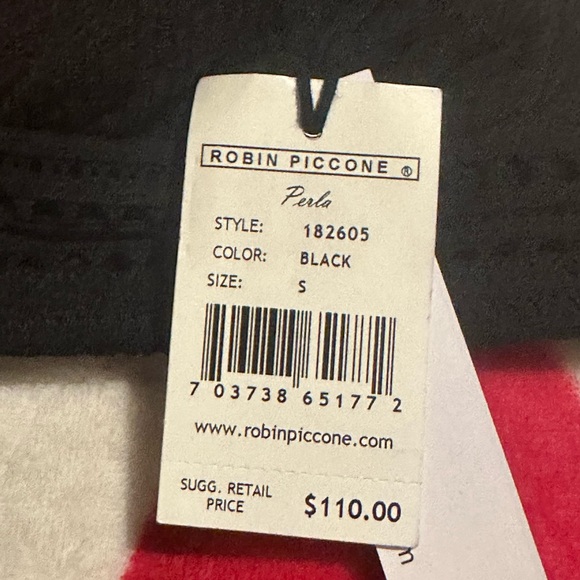 ROBIN PICCONE ®
Perla
STYLE: 182605
COLOR: BLACK
SIZE: S
7 03738 65177 2
www.robinpiccone.com
SUGG. RETAIL
PRICE $110.00